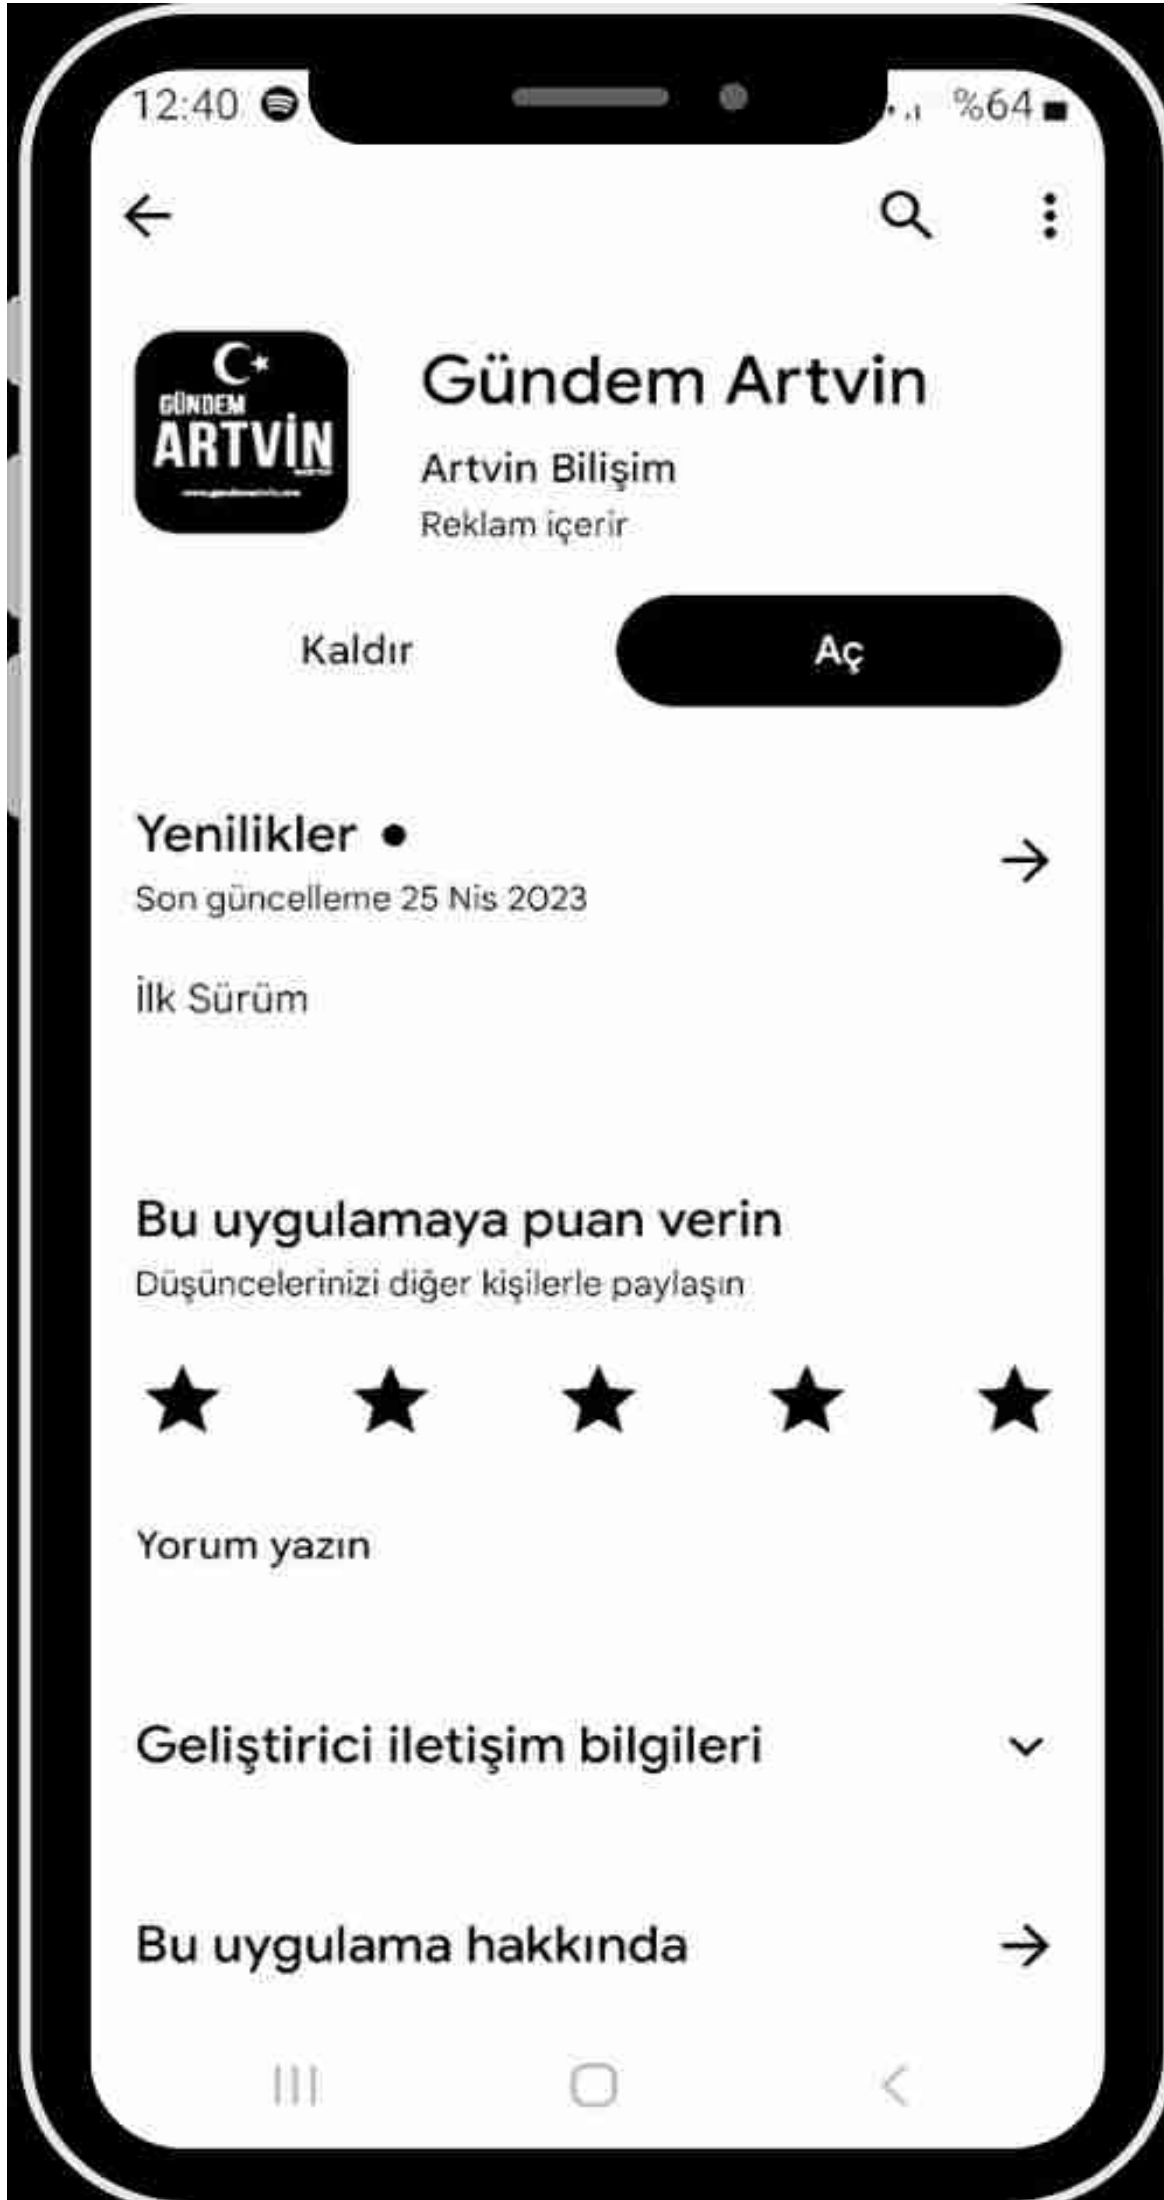 12:40
%64
GÜNDEM
ARTVİN
Gündem Artvin
Artvin Bilişim
Reklam içerir
Kaldır
Aç
Yenilikler
Son güncelleme 25 Nis 2023
İlk Sürüm
Bu uygulamaya puan verin
Düşüncelerinizi diğer kişilerle paylaşın
Yorum yazın
Geliştirici iletişim bilgileri
Bu uygulama hakkında